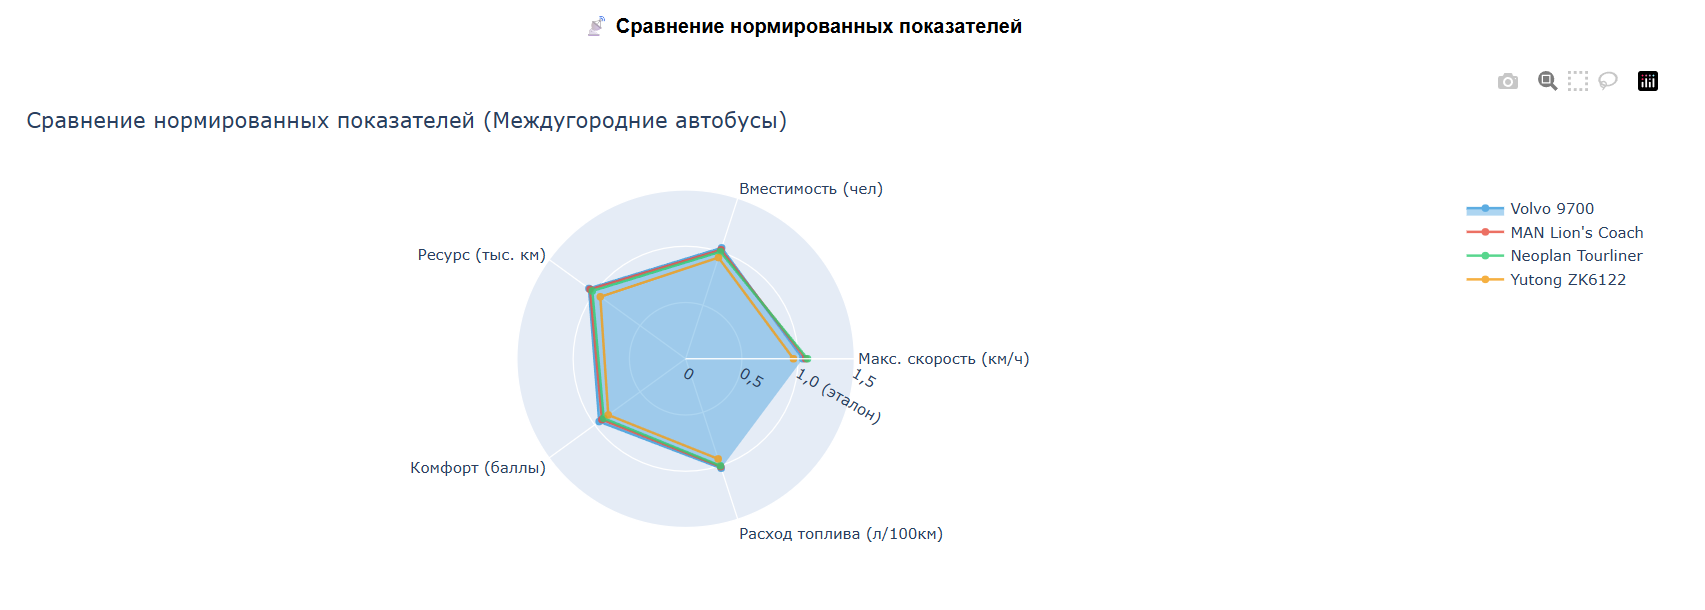 Сравнение нормированных показателей
Сравнение нормированных показателей (Междугородние автобусы)
Вместимость (чел)
Ресурс (тыс. км)
Макс. скорость (км/ч)
0
0,5
1,0 (эталон)
1,5
Комфорт (баллы)
Расход топлива (л/100км)
Volvo 9700
MAN Lion's Coach
Neoplan Tourliner
Yutong ZK6122